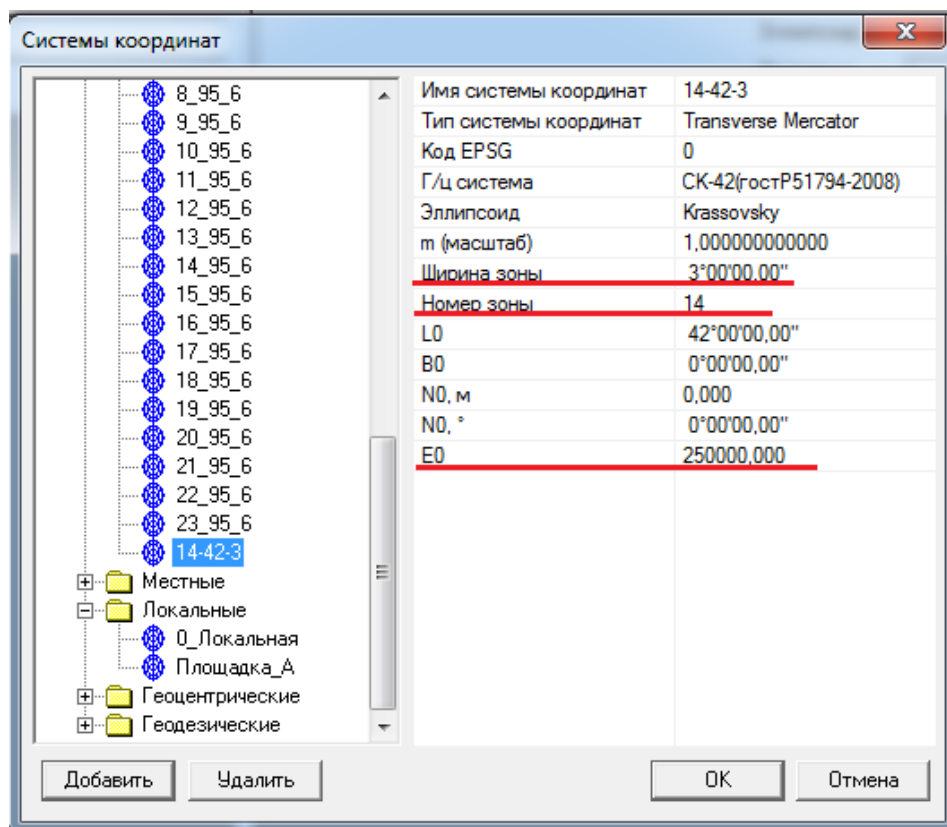 Системы координат
8_95_6
9_95_6
10_95_6
11_95_6
12_95_6
13_95_6
14_95_6
15_95_6
16_95_6
17_95_6
18_95_6
19_95_6
20_95_6
21_95_6
22_95_6
23_95_6
14-42-3
Местные
Локальные
0_Локальная
Площадка_А
Геоцентрические
Геодезические
Имя системы координат 14-42-3
Тип системы координат Transverse Mercator
Код EPSG 0
Г/ц система СК-42(гостР51794-2008)
Эллипсоид Krassovsky
m (масштаб) 1,000000000000
Ширина зоны 3°00'00,00"
Номер зоны 14
L0 42°00'00,00"
B0 0°00'00,00"
N0, м 0,000
N0, ° 0°00'00,00"
E0 250000,000
Добавить Удалить OK Отмена